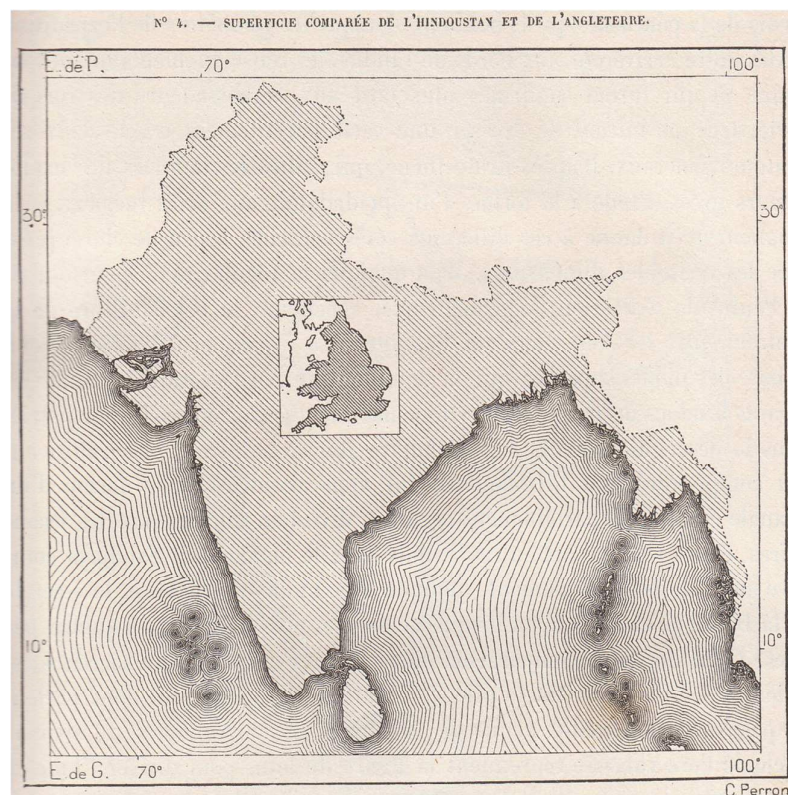 N° 4. — SUPERFICIE COMPARÉE DE L'HINDOUSTAN ET DE L'ANGLETERRE.
E. de P. 70° 100°
30° 30°
10° 10°
E. de G. 70° 100°
C. Perron